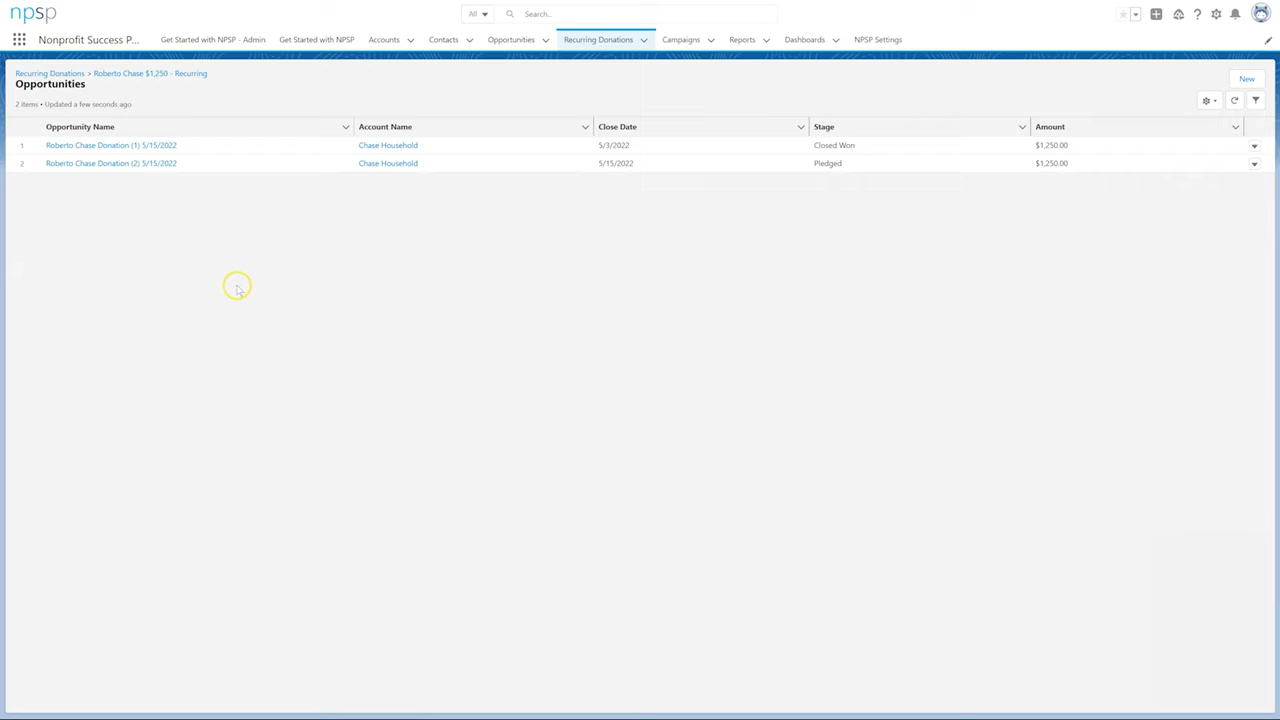 npsp
All
Search...
Nonprofit Success P... Get Started with NPSP - Admin Get Started with NPSP Accounts Contacts Opportunities Recurring Donations Campaigns Reports Dashboards NPSP Settings
Recurring Donations > Roberto Chase $1,250 - Recurring
Opportunities
New
2 items • Updated a few seconds ago
Opportunity Name Account Name Close Date Stage Amount
1 Roberto Chase Donation (1) 5/15/2022 Chase Household 5/3/2022 Closed Won $1,250.00
2 Roberto Chase Donation (2) 5/15/2022 Chase Household 5/15/2022 Pledged $1,250.00